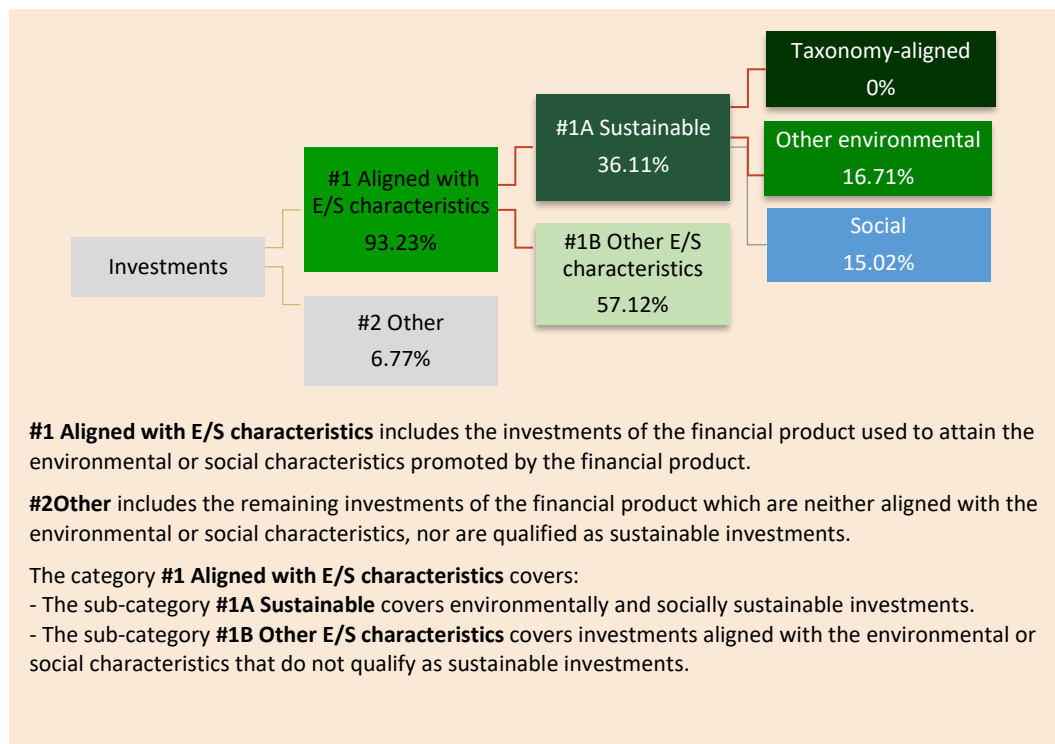 Taxonomy-aligned
0%
#1A Sustainable
36.11%
Other environmental
16.71%
#1 Aligned with
E/S characteristics
93.23%
Social
15.02%
#1B Other E/S
characteristics
57.12%
Investments
#2 Other
6.77%
#1 Aligned with E/S characteristics includes the investments of the financial product used to attain the
environmental or social characteristics promoted by the financial product.
#2Other includes the remaining investments of the financial product which are neither aligned with the
environmental or social characteristics, nor are qualified as sustainable investments.
The category #1 Aligned with E/S characteristics covers:
- The sub-category #1A Sustainable covers environmentally and socially sustainable investments.
- The sub-category #1B Other E/S characteristics covers investments aligned with the environmental or
social characteristics that do not qualify as sustainable investments.